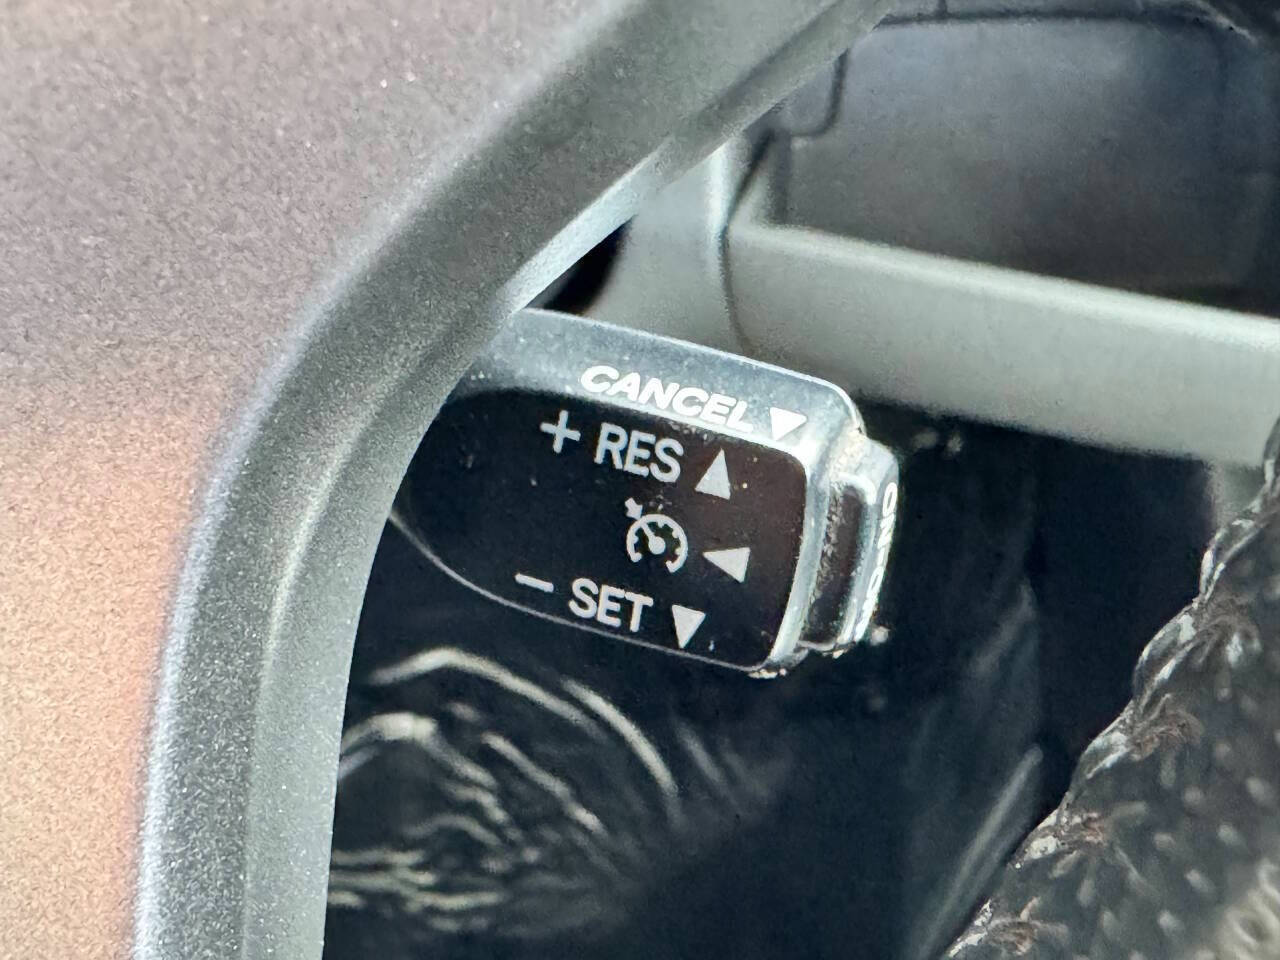 CANCEL ▼
+ RES ▲
◀
− SET ▼